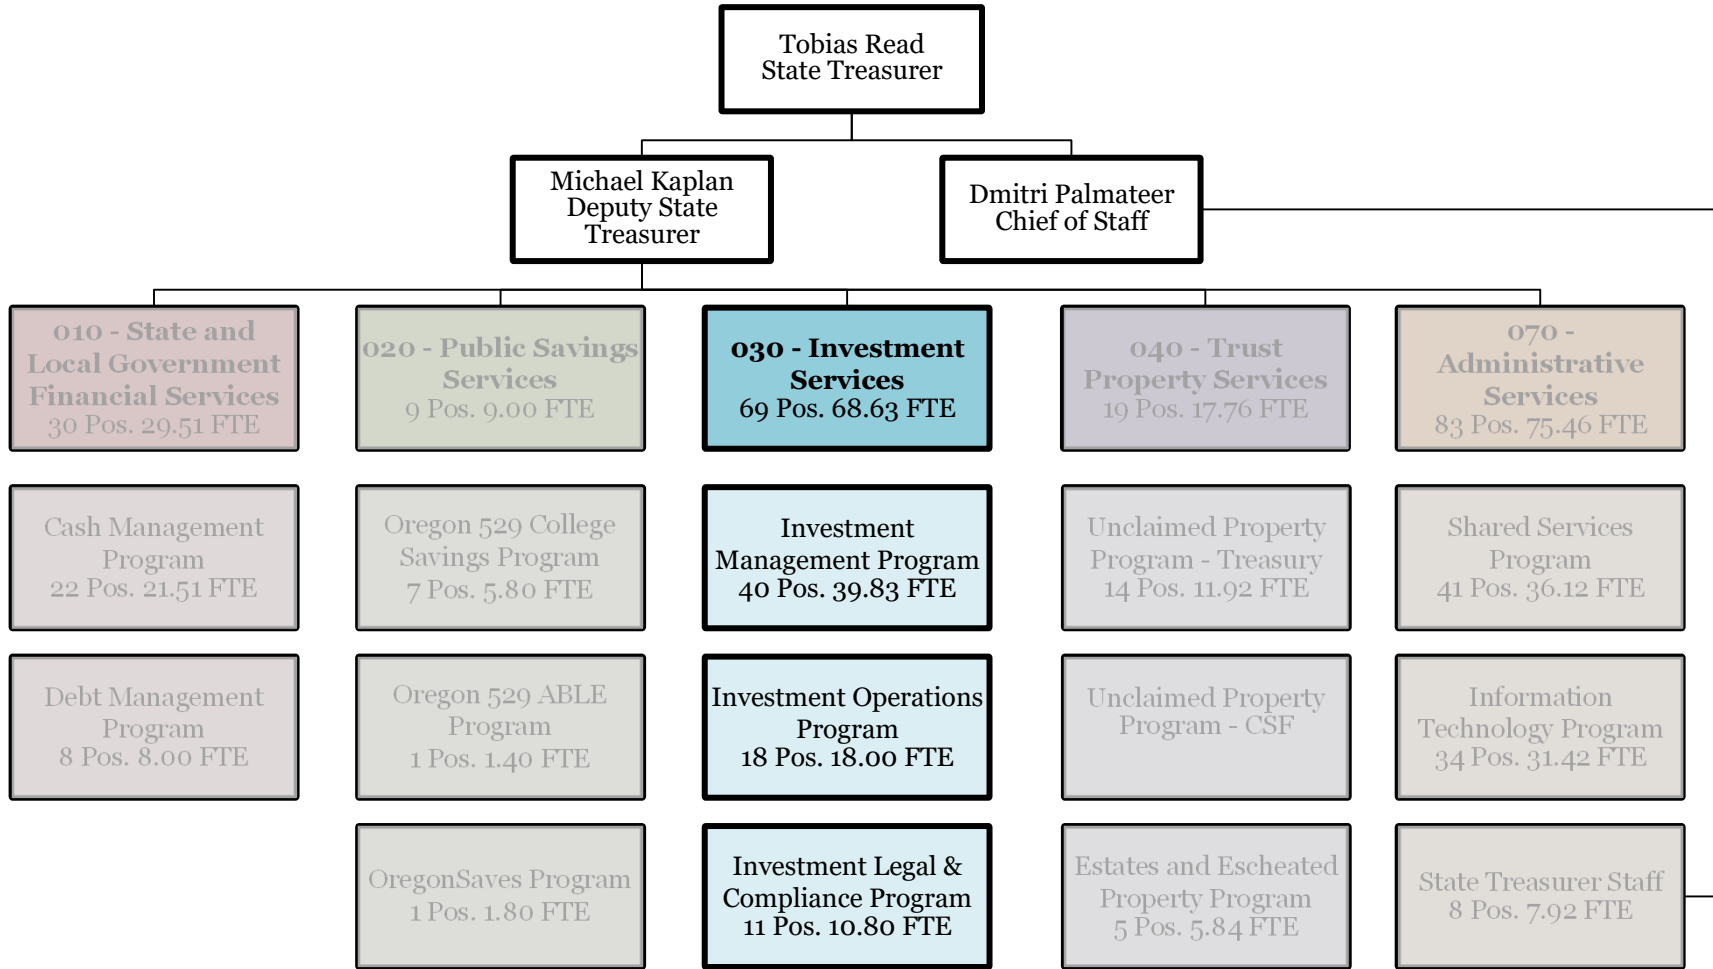 Tobias Read
State Treasurer
Michael Kaplan
Deputy State
Treasurer
Dmitri Palmateer
Chief of Staff
010 - State and
Local Government
Financial Services
30 Pos. 29.51 FTE
020 - Public Savings
Services
9 Pos. 9.00 FTE
030 - Investment
Services
69 Pos. 68.63 FTE
040 - Trust
Property Services
19 Pos. 17.76 FTE
070 -
Administrative
Services
83 Pos. 75.46 FTE
Cash Management
Program
22 Pos. 21.51 FTE
Oregon 529 College
Savings Program
7 Pos. 5.80 FTE
Investment
Management Program
40 Pos. 39.83 FTE
Unclaimed Property
Program - Treasury
14 Pos. 11.92 FTE
Shared Services
Program
41 Pos. 36.12 FTE
Debt Management
Program
8 Pos. 8.00 FTE
Oregon 529 ABLE
Program
1 Pos. 1.40 FTE
Investment Operations
Program
18 Pos. 18.00 FTE
Unclaimed Property
Program - CSF
Information
Technology Program
34 Pos. 31.42 FTE
OregonSaves Program
1 Pos. 1.80 FTE
Investment Legal &
Compliance Program
11 Pos. 10.80 FTE
Estates and Escheated
Property Program
5 Pos. 5.84 FTE
State Treasurer Staff
8 Pos. 7.92 FTE